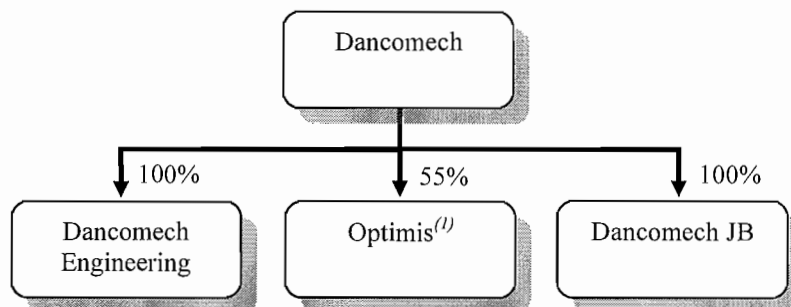 Dancomech
100%
55%
100%
Dancomech
Engineering
Optimis(1)
Dancomech JB